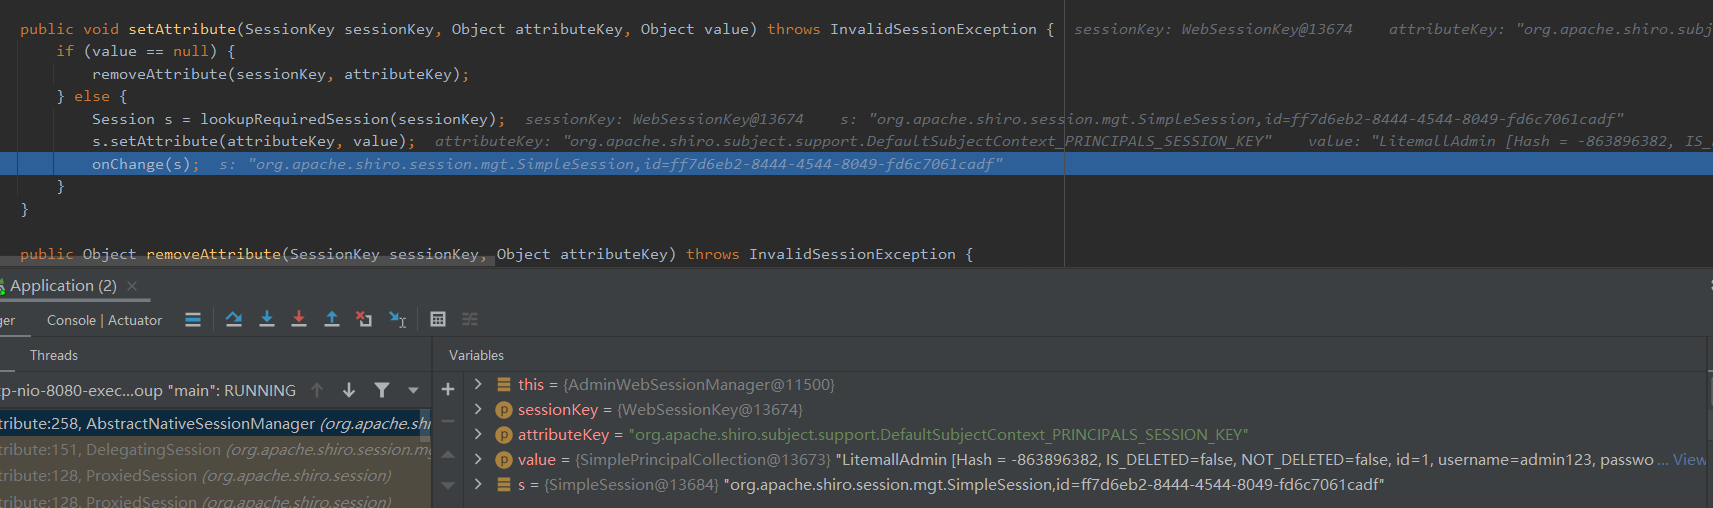 public void setAttribute(SessionKey sessionKey, Object attributeKey, Object value) throws InvalidSessionException { sessionKey: WebSessionKey@13674 attributeKey: "org.apache.shiro.subj
if (value == null) {
removeAttribute(sessionKey, attributeKey);
} else {
Session s = lookupRequiredSession(sessionKey); sessionKey: WebSessionKey@13674 s: "org.apache.shiro.session.mgt.SimpleSession,id=ff7d6eb2-8444-4544-8049-fd6c7061cadf"
s.setAttribute(attributeKey, value); attributeKey: "org.apache.shiro.subject.support.DefaultSubjectContext_PRINCIPALS_SESSION_KEY" value: "LitemallAdmin [Hash = -863896382, IS_
onChange(s); s: "org.apache.shiro.session.mgt.SimpleSession,id=ff7d6eb2-8444-4544-8049-fd6c7061cadf"
}
}
public Object removeAttribute(SessionKey sessionKey, Object attributeKey) throws InvalidSessionException {
Application (2)
ger Console | Actuator
Threads Variables
:p-nio-8080-exec...oup "main": RUNNING
tribute:258, AbstractNativeSessionManager (org.apache.shi
tribute:151, DelegatingSession (org.apache.shiro.session.mg
tribute:128, ProxiedSession (org.apache.shiro.session)
tribute:128, ProxiedSession (org.apache.shiro.session)
this = {AdminWebSessionManager@11500}
sessionKey = {WebSessionKey@13674}
attributeKey = "org.apache.shiro.subject.support.DefaultSubjectContext_PRINCIPALS_SESSION_KEY"
value = {SimplePrincipalCollection@13673} "LitemallAdmin [Hash = -863896382, IS_DELETED=false, NOT_DELETED=false, id=1, username=admin123, passwo ... View
s = {SimpleSession@13684} "org.apache.shiro.session.mgt.SimpleSession,id=ff7d6eb2-8444-4544-8049-fd6c7061cadf"